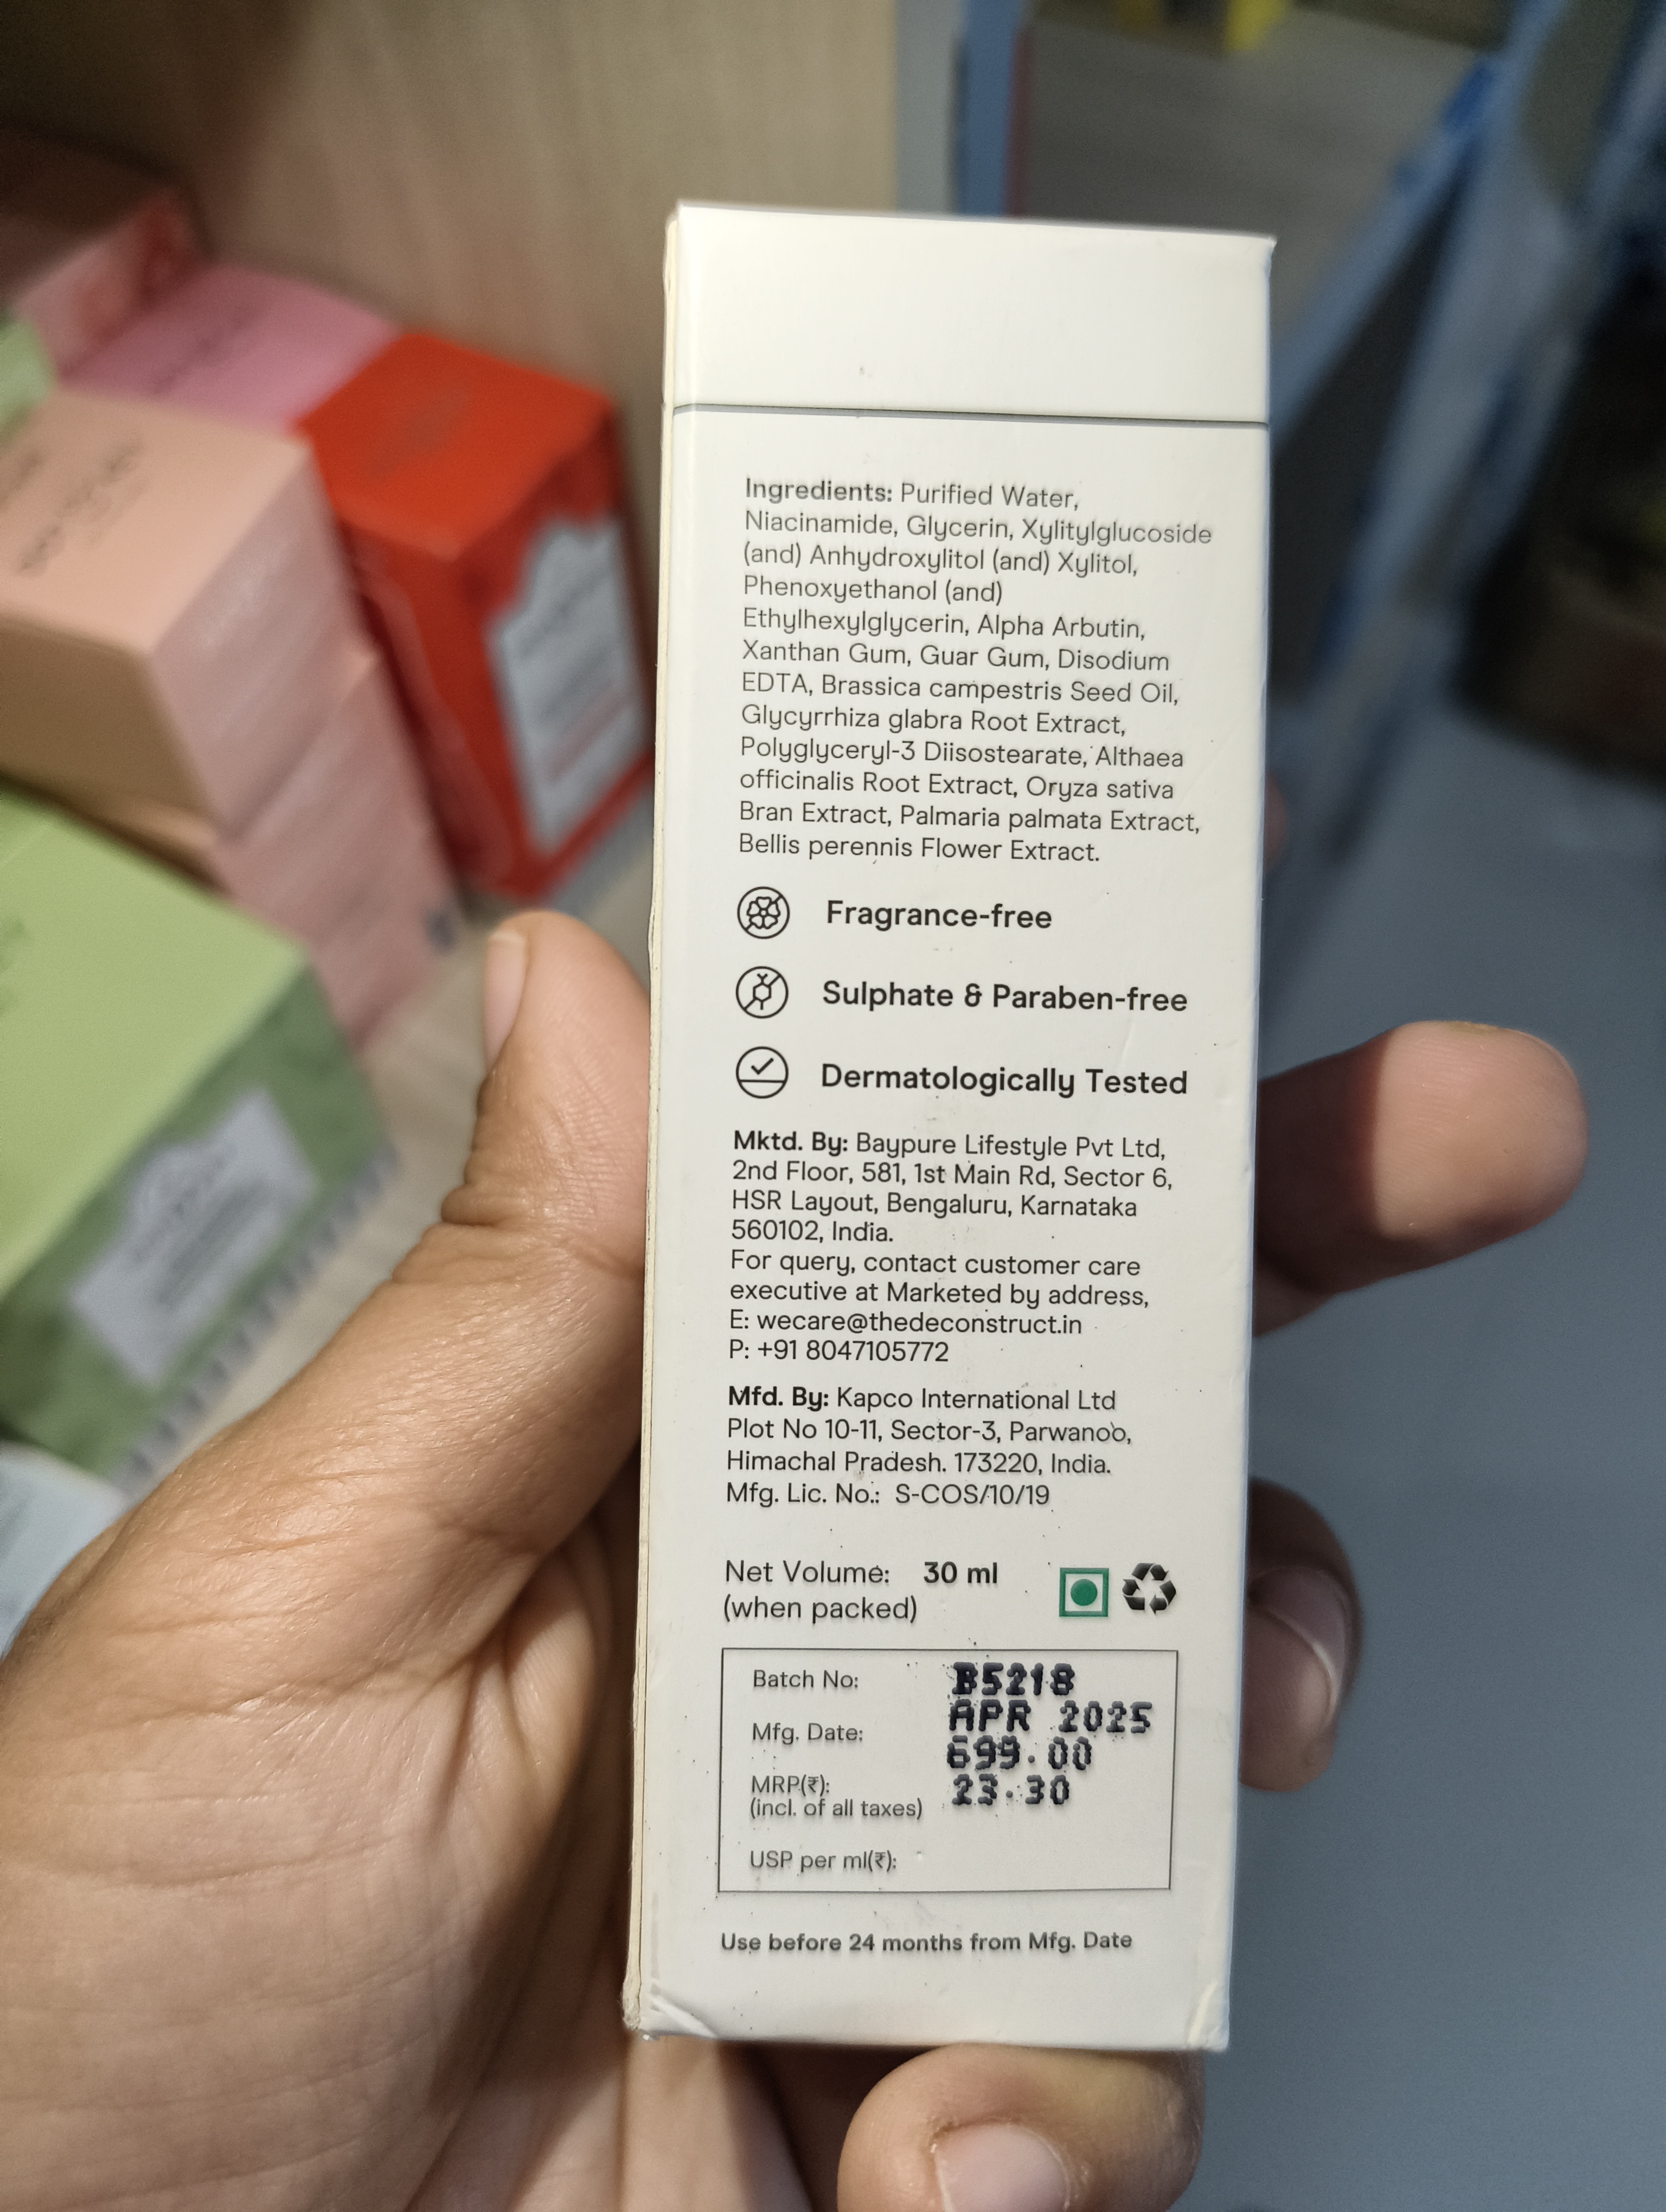 Ingredients: Purified Water,
Niacinamide, Glycerin, Xylitylglucoside
(and) Anhydroxylitol (and) Xylitol,
Phenoxyethanol (and)
Ethylhexylglycerin, Alpha Arbutin,
Xanthan Gum, Guar Gum, Disodium
EDTA, Brassica campestris Seed Oil,
Glycyrrhiza glabra Root Extract,
Polyglyceryl-3 Diisostearate, Althaea
officinalis Root Extract, Oryza sativa
Bran Extract, Palmaria palmata Extract,
Bellis perennis Flower Extract.
Fragrance-free
Sulphate & Paraben-free
Dermatologically Tested
Mktd. By: Baypure Lifestyle Pvt Ltd,
2nd Floor, 581, 1st Main Rd, Sector 6,
HSR Layout, Bengaluru, Karnataka
560102, India.
For query, contact customer care
executive at Marketed by address,
E: wecare@thedeconstruct.in
P: +91 8047105772
Mfd. By: Kapco International Ltd
Plot No 10-11, Sector-3, Parwanoo,
Himachal Pradesh. 173220, India.
Mfg. Lic. No.: S-COS/10/19
Net Volume: 30 ml
(when packed)
Batch No: B5218
Mfg. Date: APR 2025
MRP(₹): 699.00
(incl. of all taxes) 23.30
USP per ml(₹):
Use before 24 months from Mfg. Date